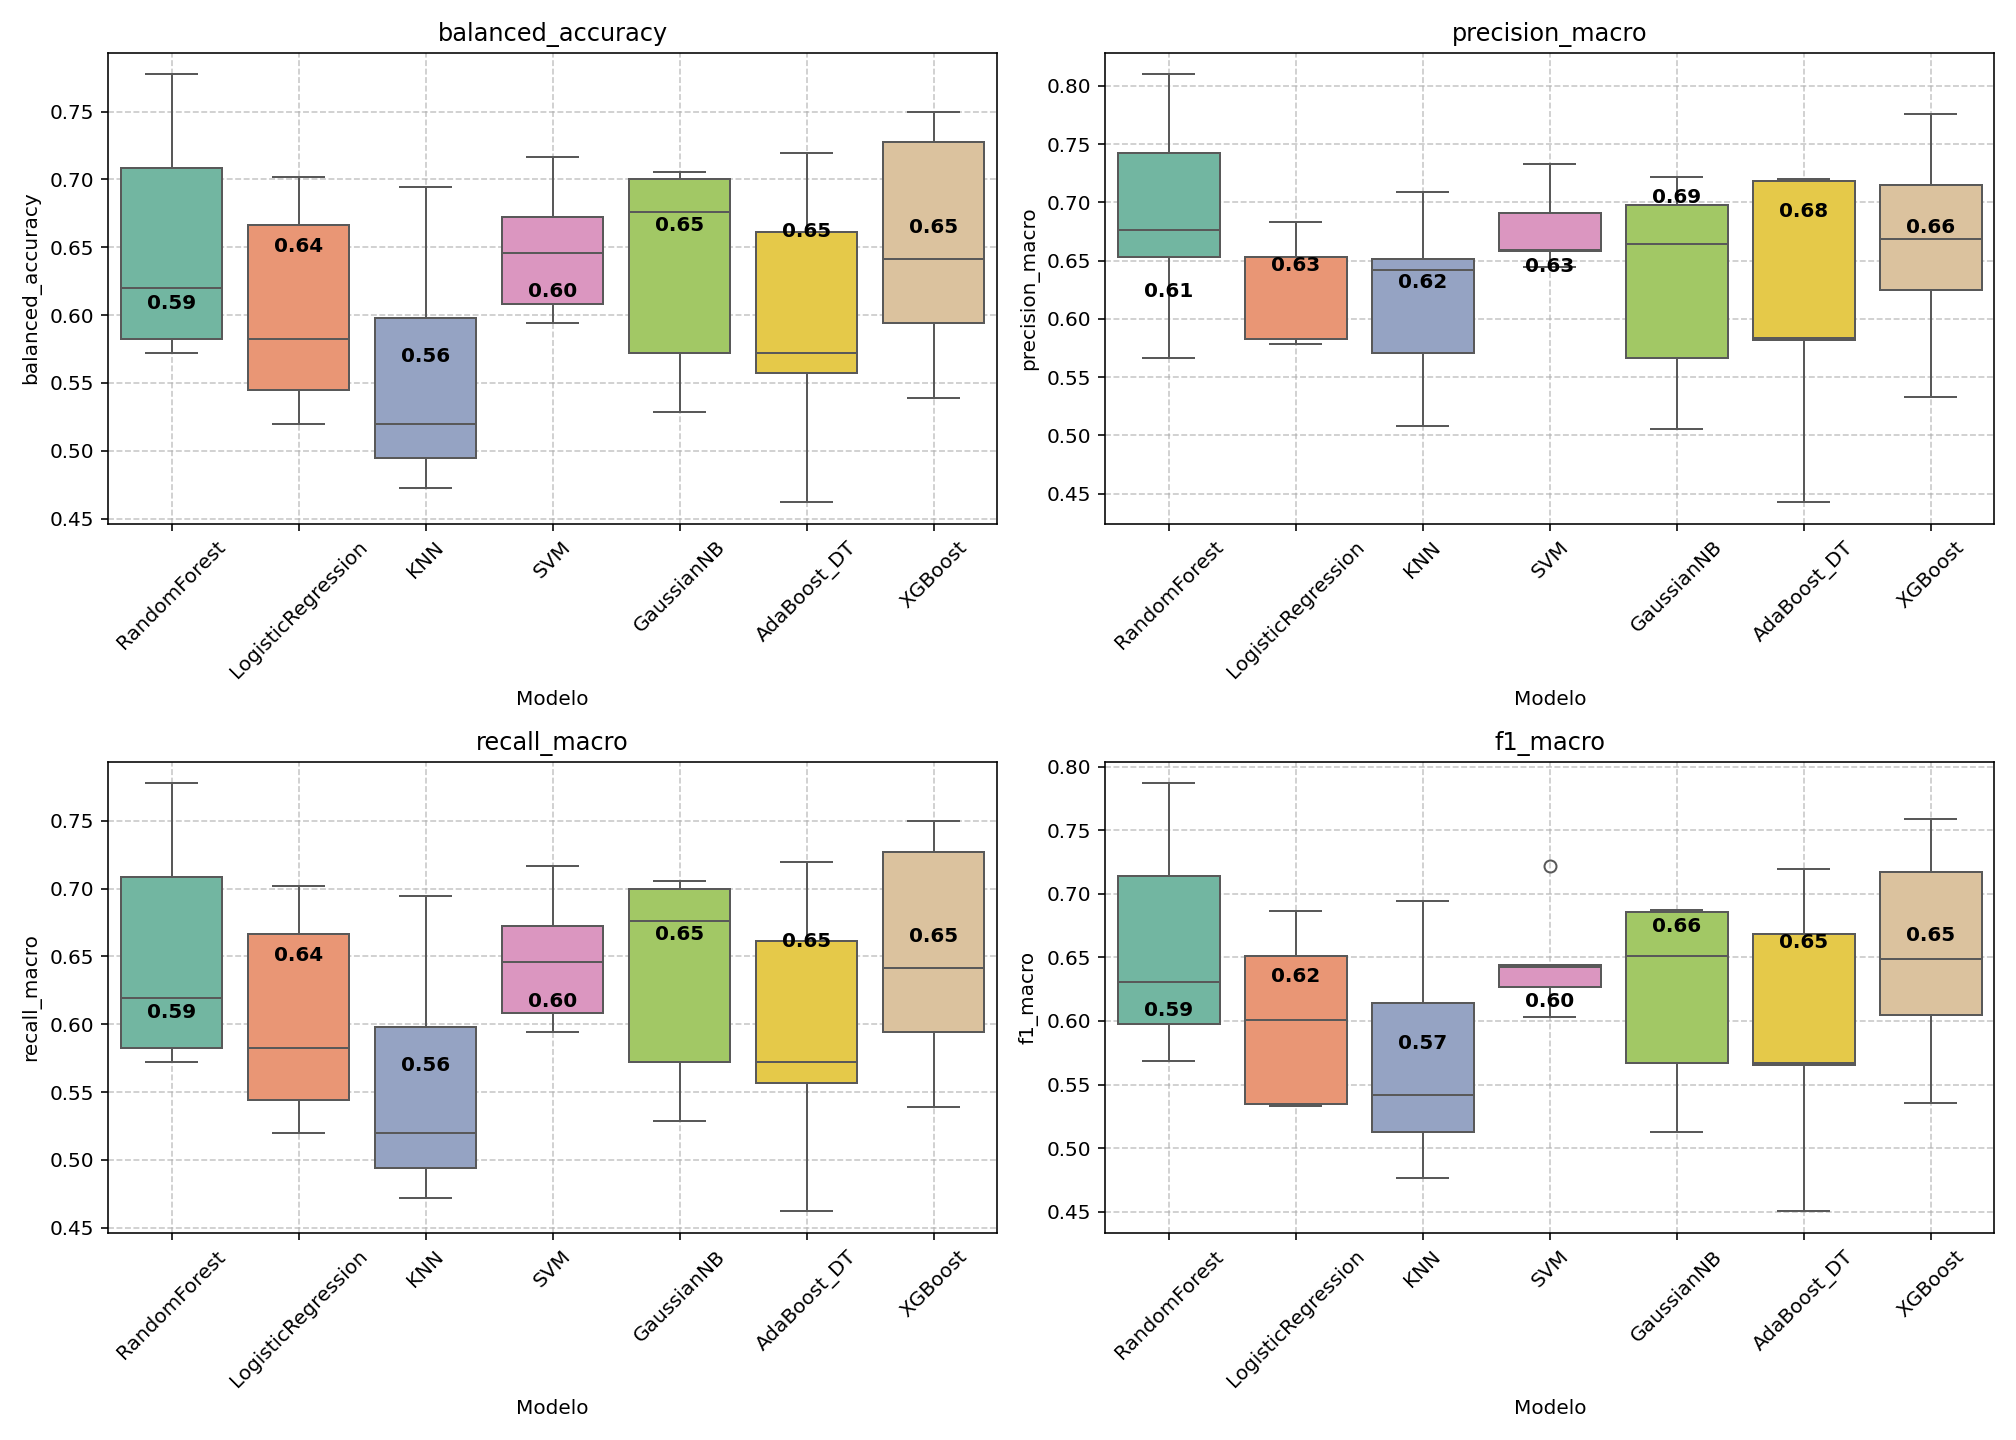 balanced_accuracy
balanced_accuracy
0.75
0.70
0.65
0.60
0.55
0.50
0.45
0.59
0.64
0.56
0.60
0.65
0.65
0.65
RandomForest
LogisticRegression
KNN
SVM
GaussianNB
AdaBoost_DT
XGBoost
Modelo
precision_macro
precision_macro
0.80
0.75
0.70
0.65
0.60
0.55
0.50
0.45
0.61
0.63
0.62
0.63
0.69
0.68
0.66
RandomForest
LogisticRegression
KNN
SVM
GaussianNB
AdaBoost_DT
XGBoost
Modelo
recall_macro
recall_macro
0.75
0.70
0.65
0.60
0.55
0.50
0.45
0.59
0.64
0.56
0.60
0.65
0.65
0.65
RandomForest
LogisticRegression
KNN
SVM
GaussianNB
AdaBoost_DT
XGBoost
Modelo
f1_macro
f1_macro
0.80
0.75
0.70
0.65
0.60
0.55
0.50
0.45
0.59
0.62
0.57
0.60
0.66
0.65
0.65
RandomForest
LogisticRegression
KNN
SVM
GaussianNB
AdaBoost_DT
XGBoost
Modelo